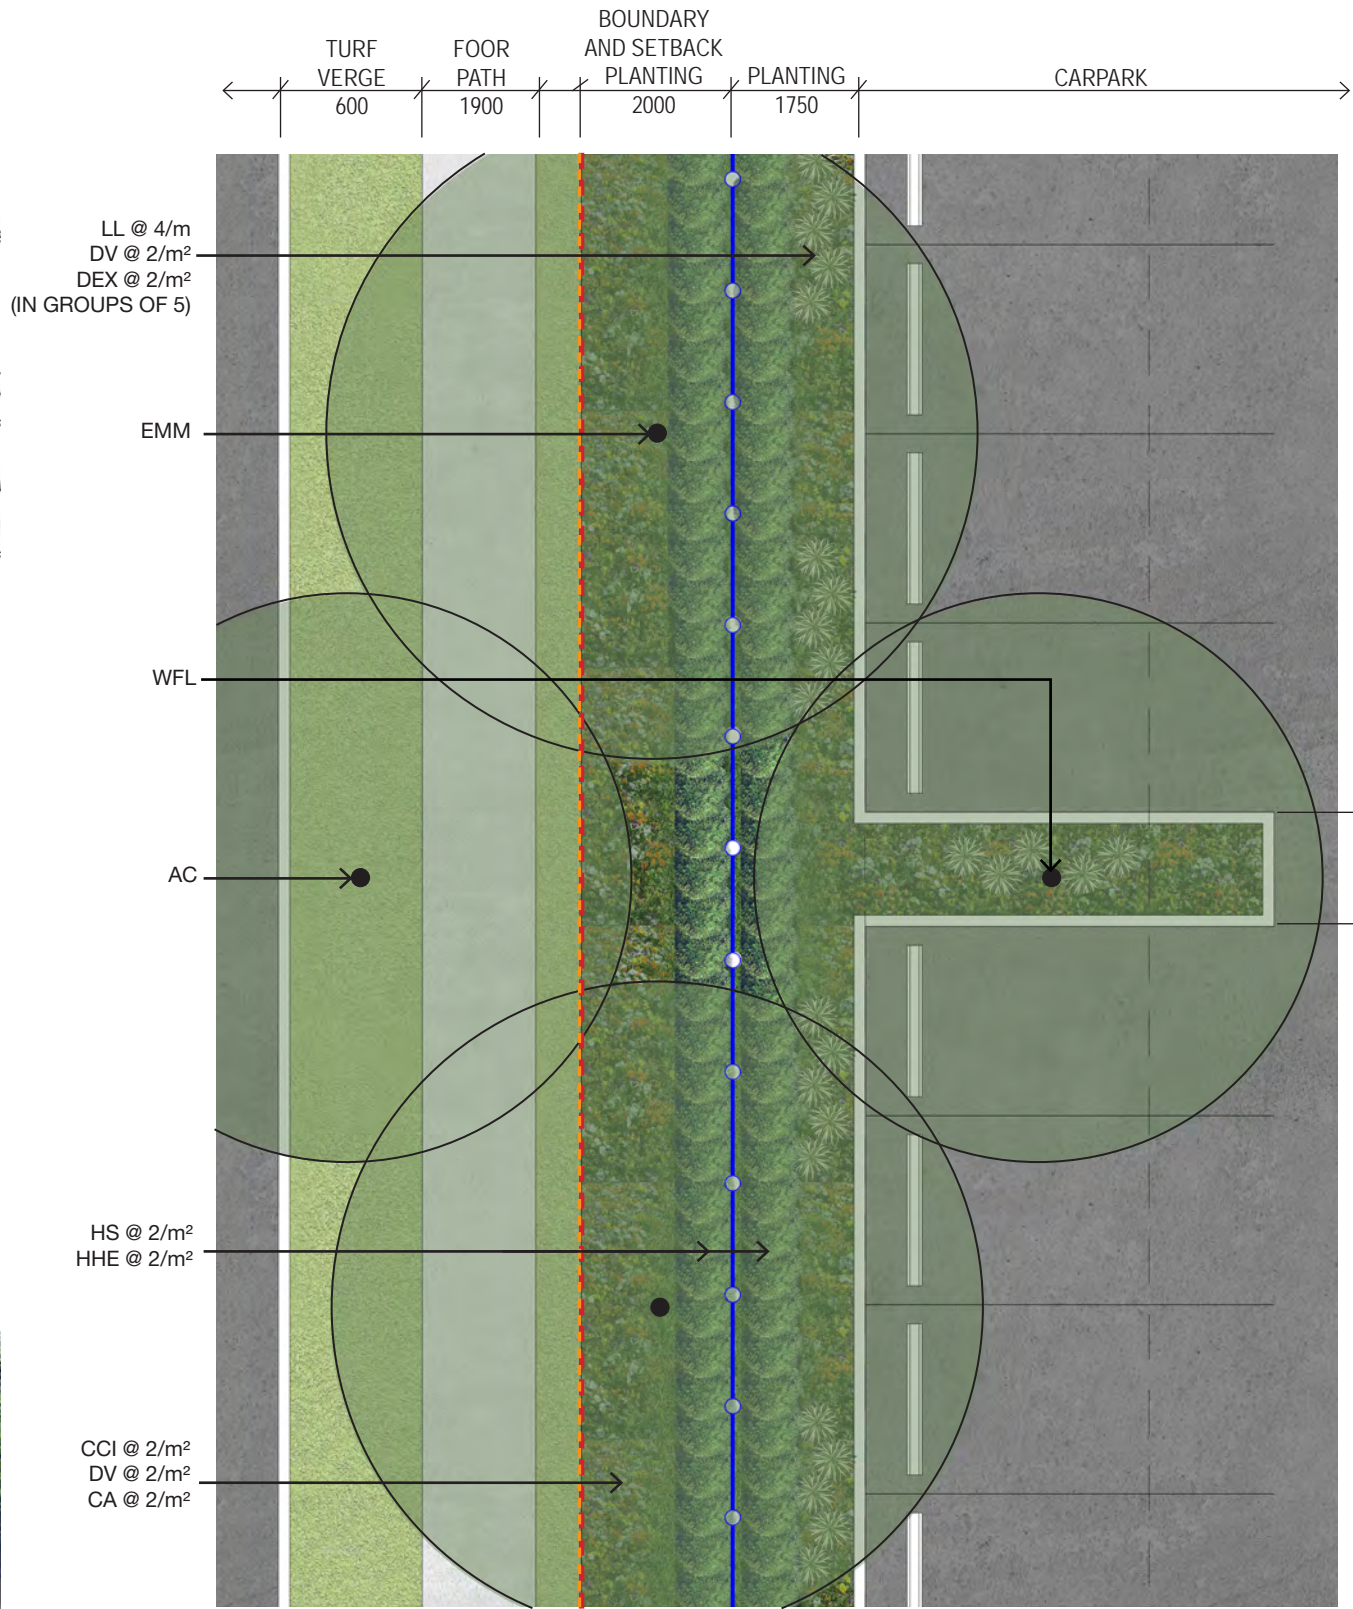 TURF
VERGE
600
FOOR
PATH
1900
BOUNDARY
AND SETBACK
PLANTING
2000
PLANTING
1750
CARPARK
LL @ 4/m
DV @ 2/m²
DEX @ 2/m²
(IN GROUPS OF 5)
EMM
WFL
AC
HS @ 2/m²
HHE @ 2/m²
CCI @ 2/m²
DV @ 2/m²
CA @ 2/m²